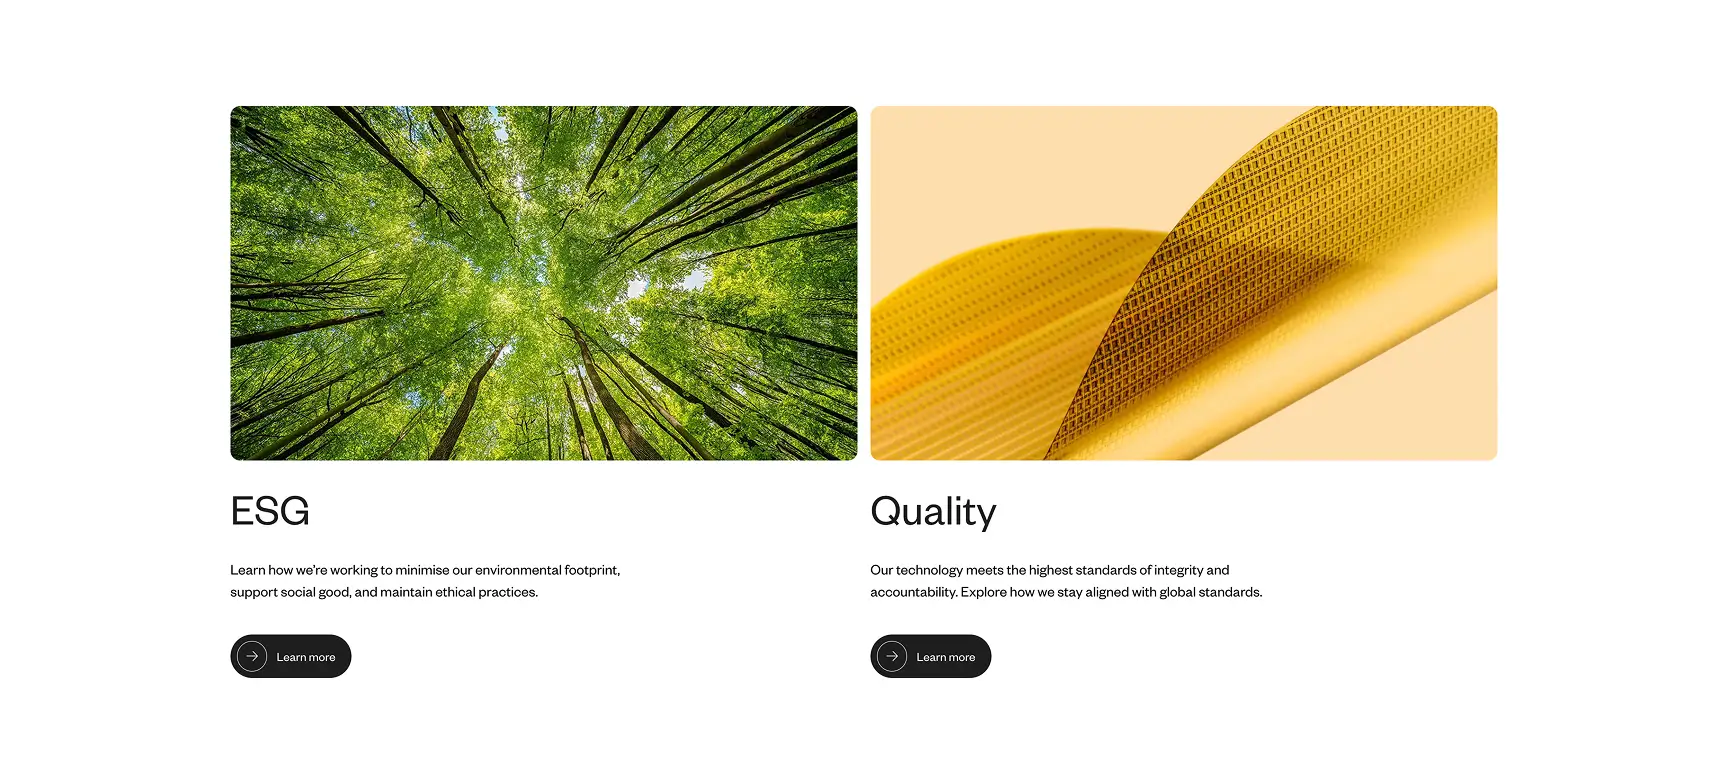 ESG
Learn how we’re working to minimise our environmental footprint,
support social good, and maintain ethical practices.
Learn more
Quality
Our technology meets the highest standards of integrity and
accountability. Explore how we stay aligned with global standards.
Learn more